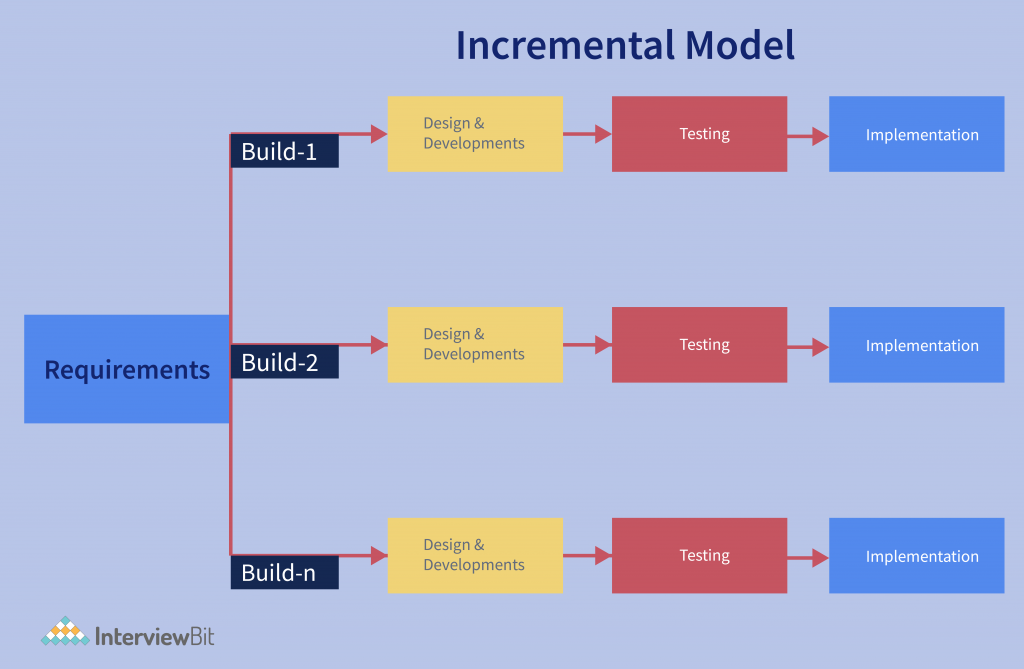 Incremental Model
Build-1
Design &
Developments
Testing
Implementation
Requirements
Build-2
Design &
Developments
Testing
Implementation
Build-n
Design &
Developments
Testing
Implementation
InterviewBit